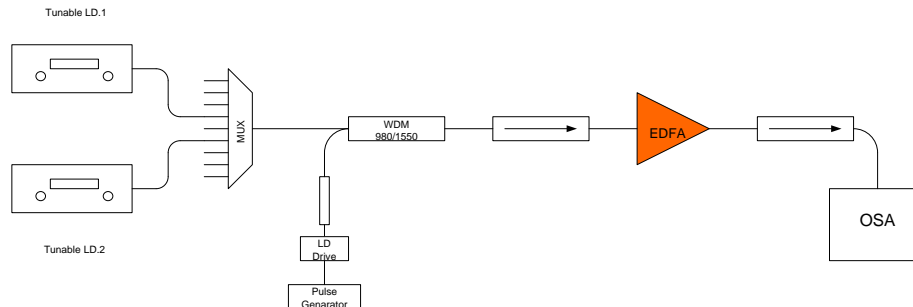 Tunable LD.1
MUX
WDM
980/1550
EDFA
OSA
LD
Drive
Tunable LD.2
Pulse
Genarator